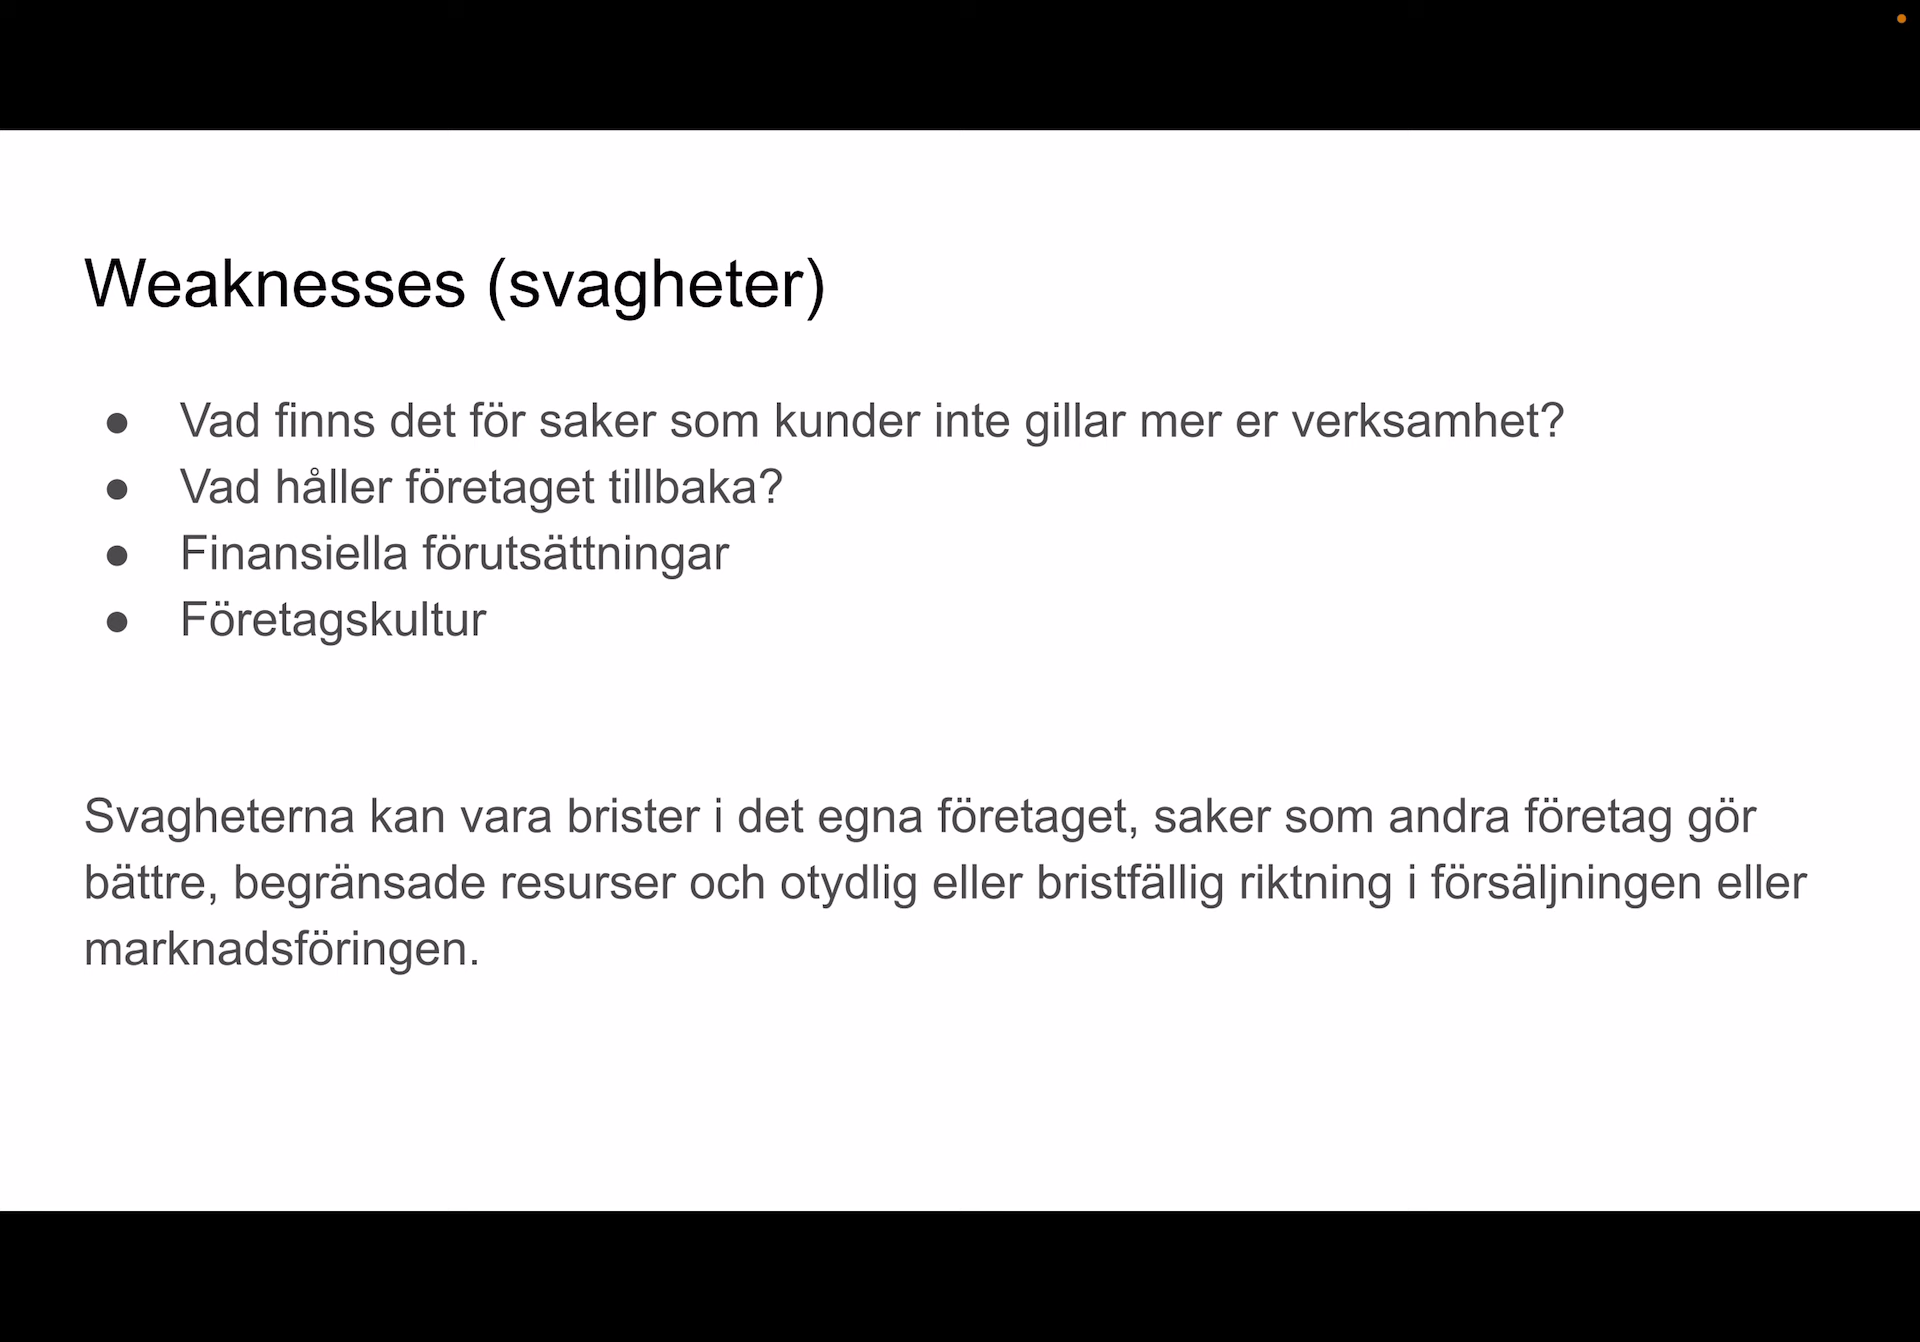 Weaknesses (svagheter)
● Vad finns det för saker som kunder inte gillar mer er verksamhet?
● Vad håller företaget tillbaka?
● Finansiella förutsättningar
● Företagskultur
Svagheterna kan vara brister i det egna företaget, saker som andra företag gör
bättre, begränsade resurser och otydlig eller bristfällig riktning i försäljningen eller
marknadsföringen.